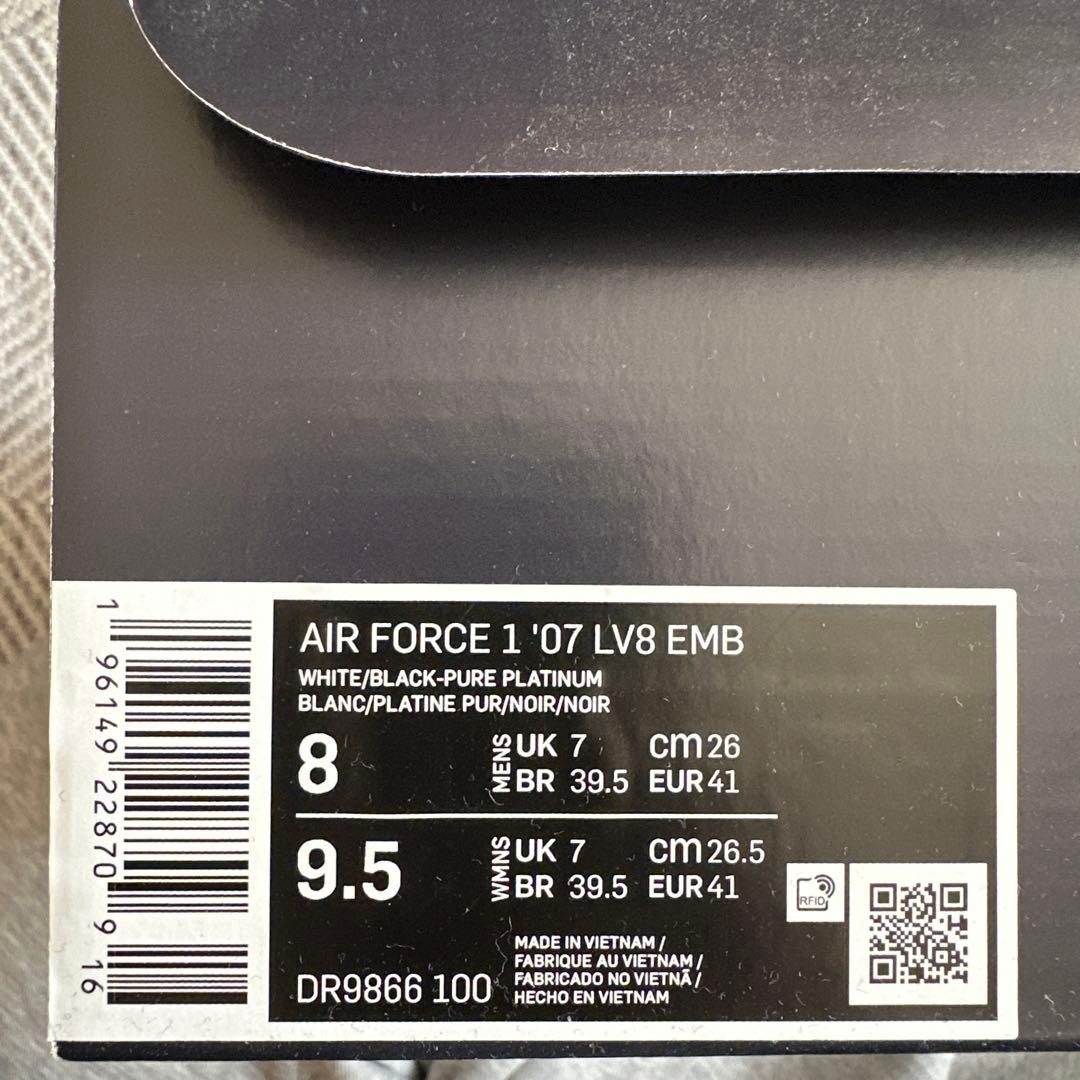 AIR FORCE 1 '07 LV8 EMB
WHITE/BLACK-PURE PLATINUM
BLANC/PLATINE PUR/NOIR/NOIR
8 MENS UK 7 cm 26
BR 39.5 EUR 41
9.5 WMNS UK 7 cm 26.5
BR 39.5 EUR 41
RFID
DR9866 100
MADE IN VIETNAM /
FABRIQUE AU VIETNAM /
FABRICADO NO VIETNÃ /
HECHO EN VIETNAM
1 96149 22870 9 16